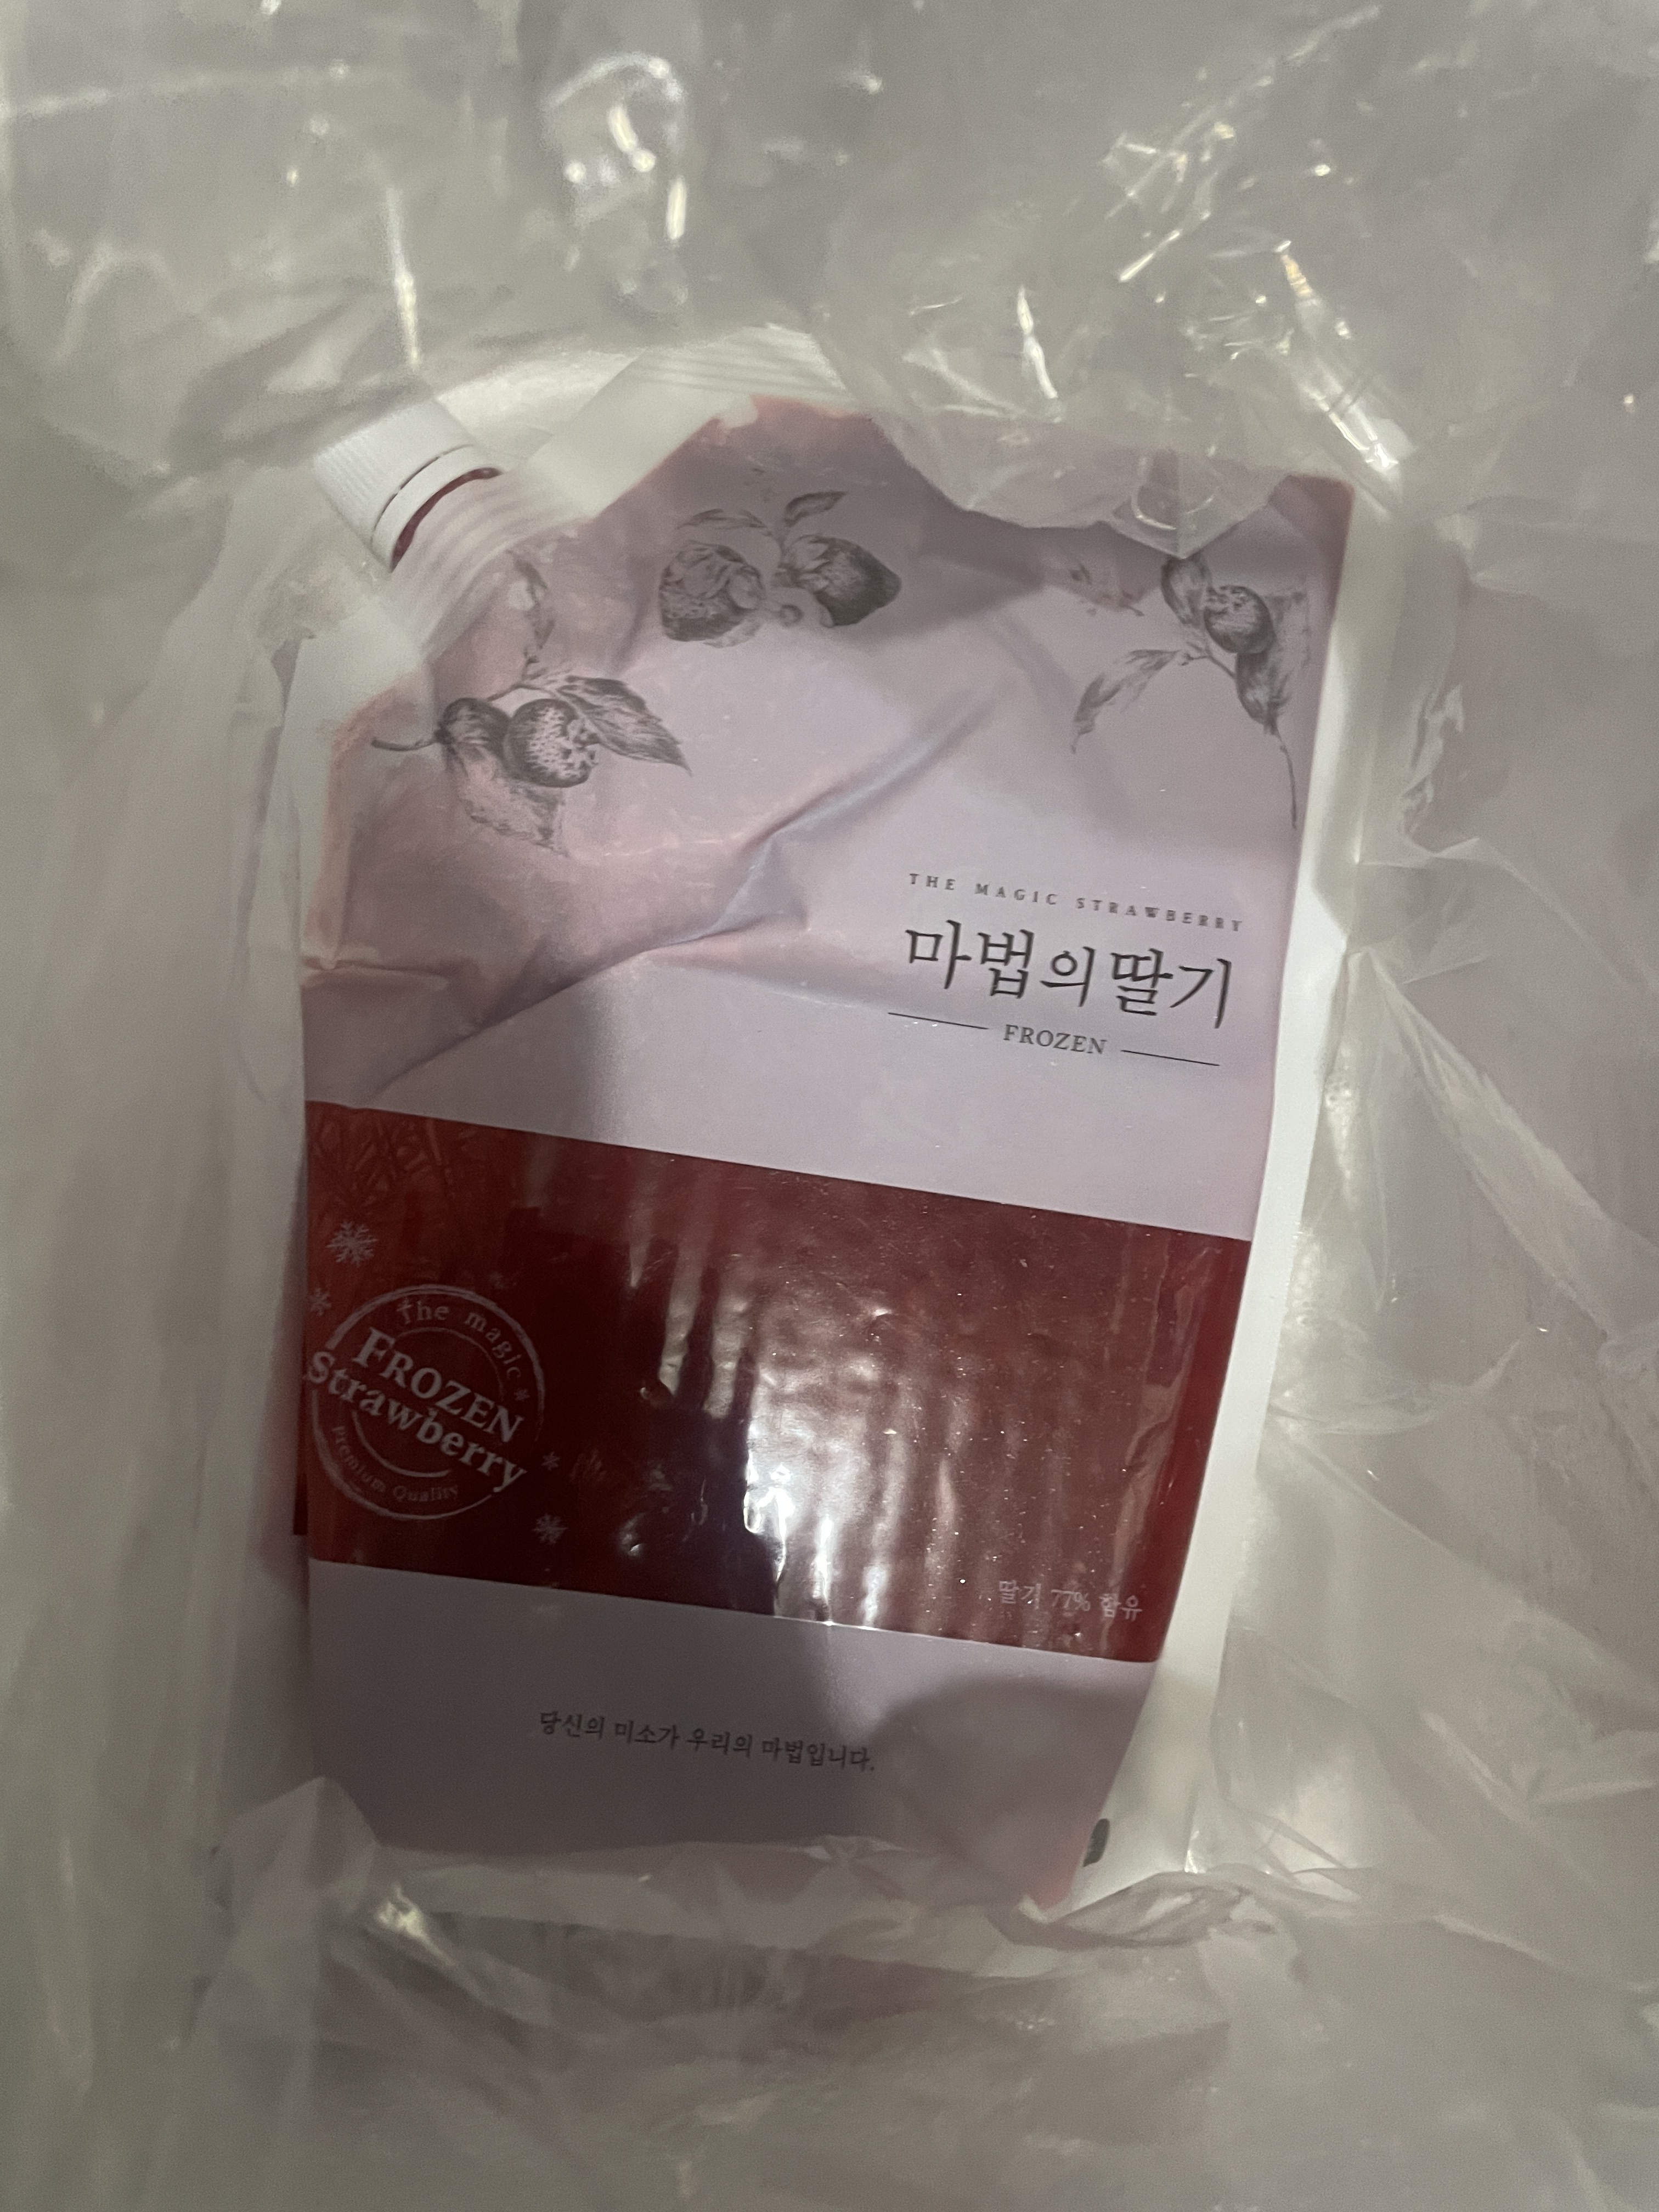 THE MAGIC STRAWBERRY
마법의딸기
FROZEN
The magic
FROZEN
Strawberry
Premium Quality
딸기 77% 함유
당신의 미소가 우리의 마법입니다.